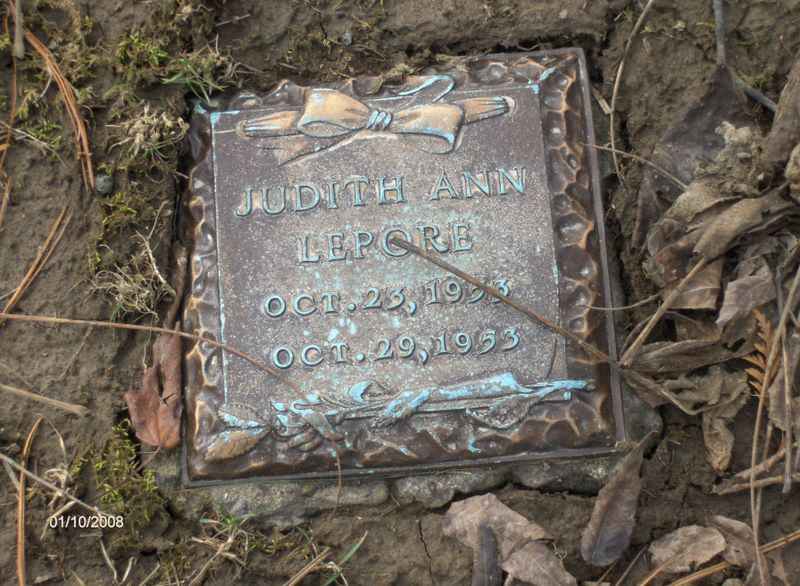 JUDITH ANN
LEPORE
OCT. 23, 1953
OCT. 29, 1953
01/10/2008